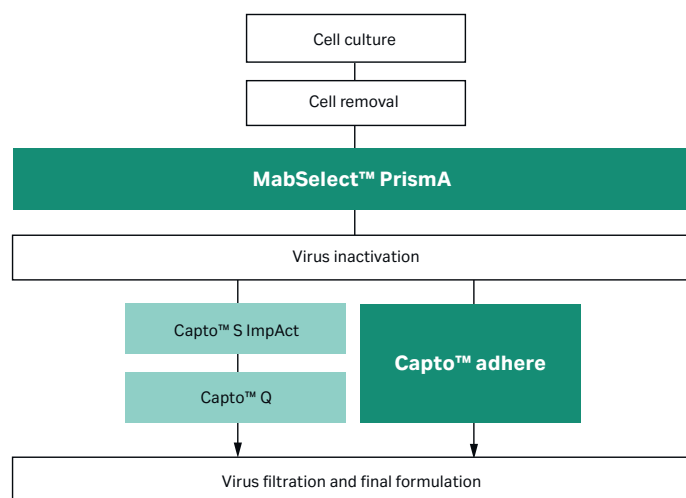 Cell culture
Cell removal
MabSelect™ PrismA
Virus inactivation
Capto™ S ImpAct
Capto™ adhere
Capto™ Q
Virus filtration and final formulation